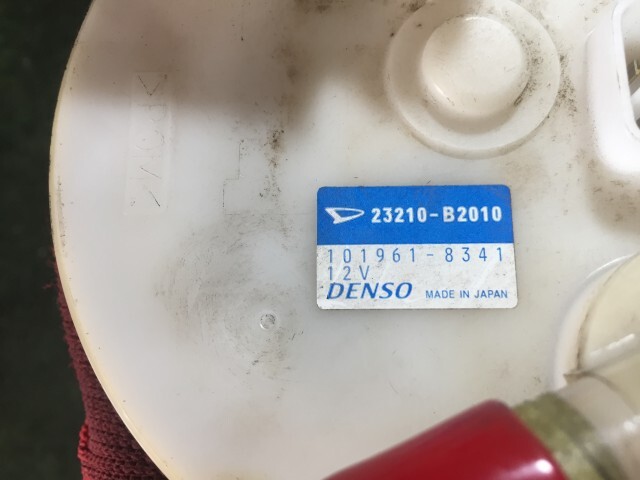 23210-B2010
101961-8341
12V
DENSO MADE IN JAPAN